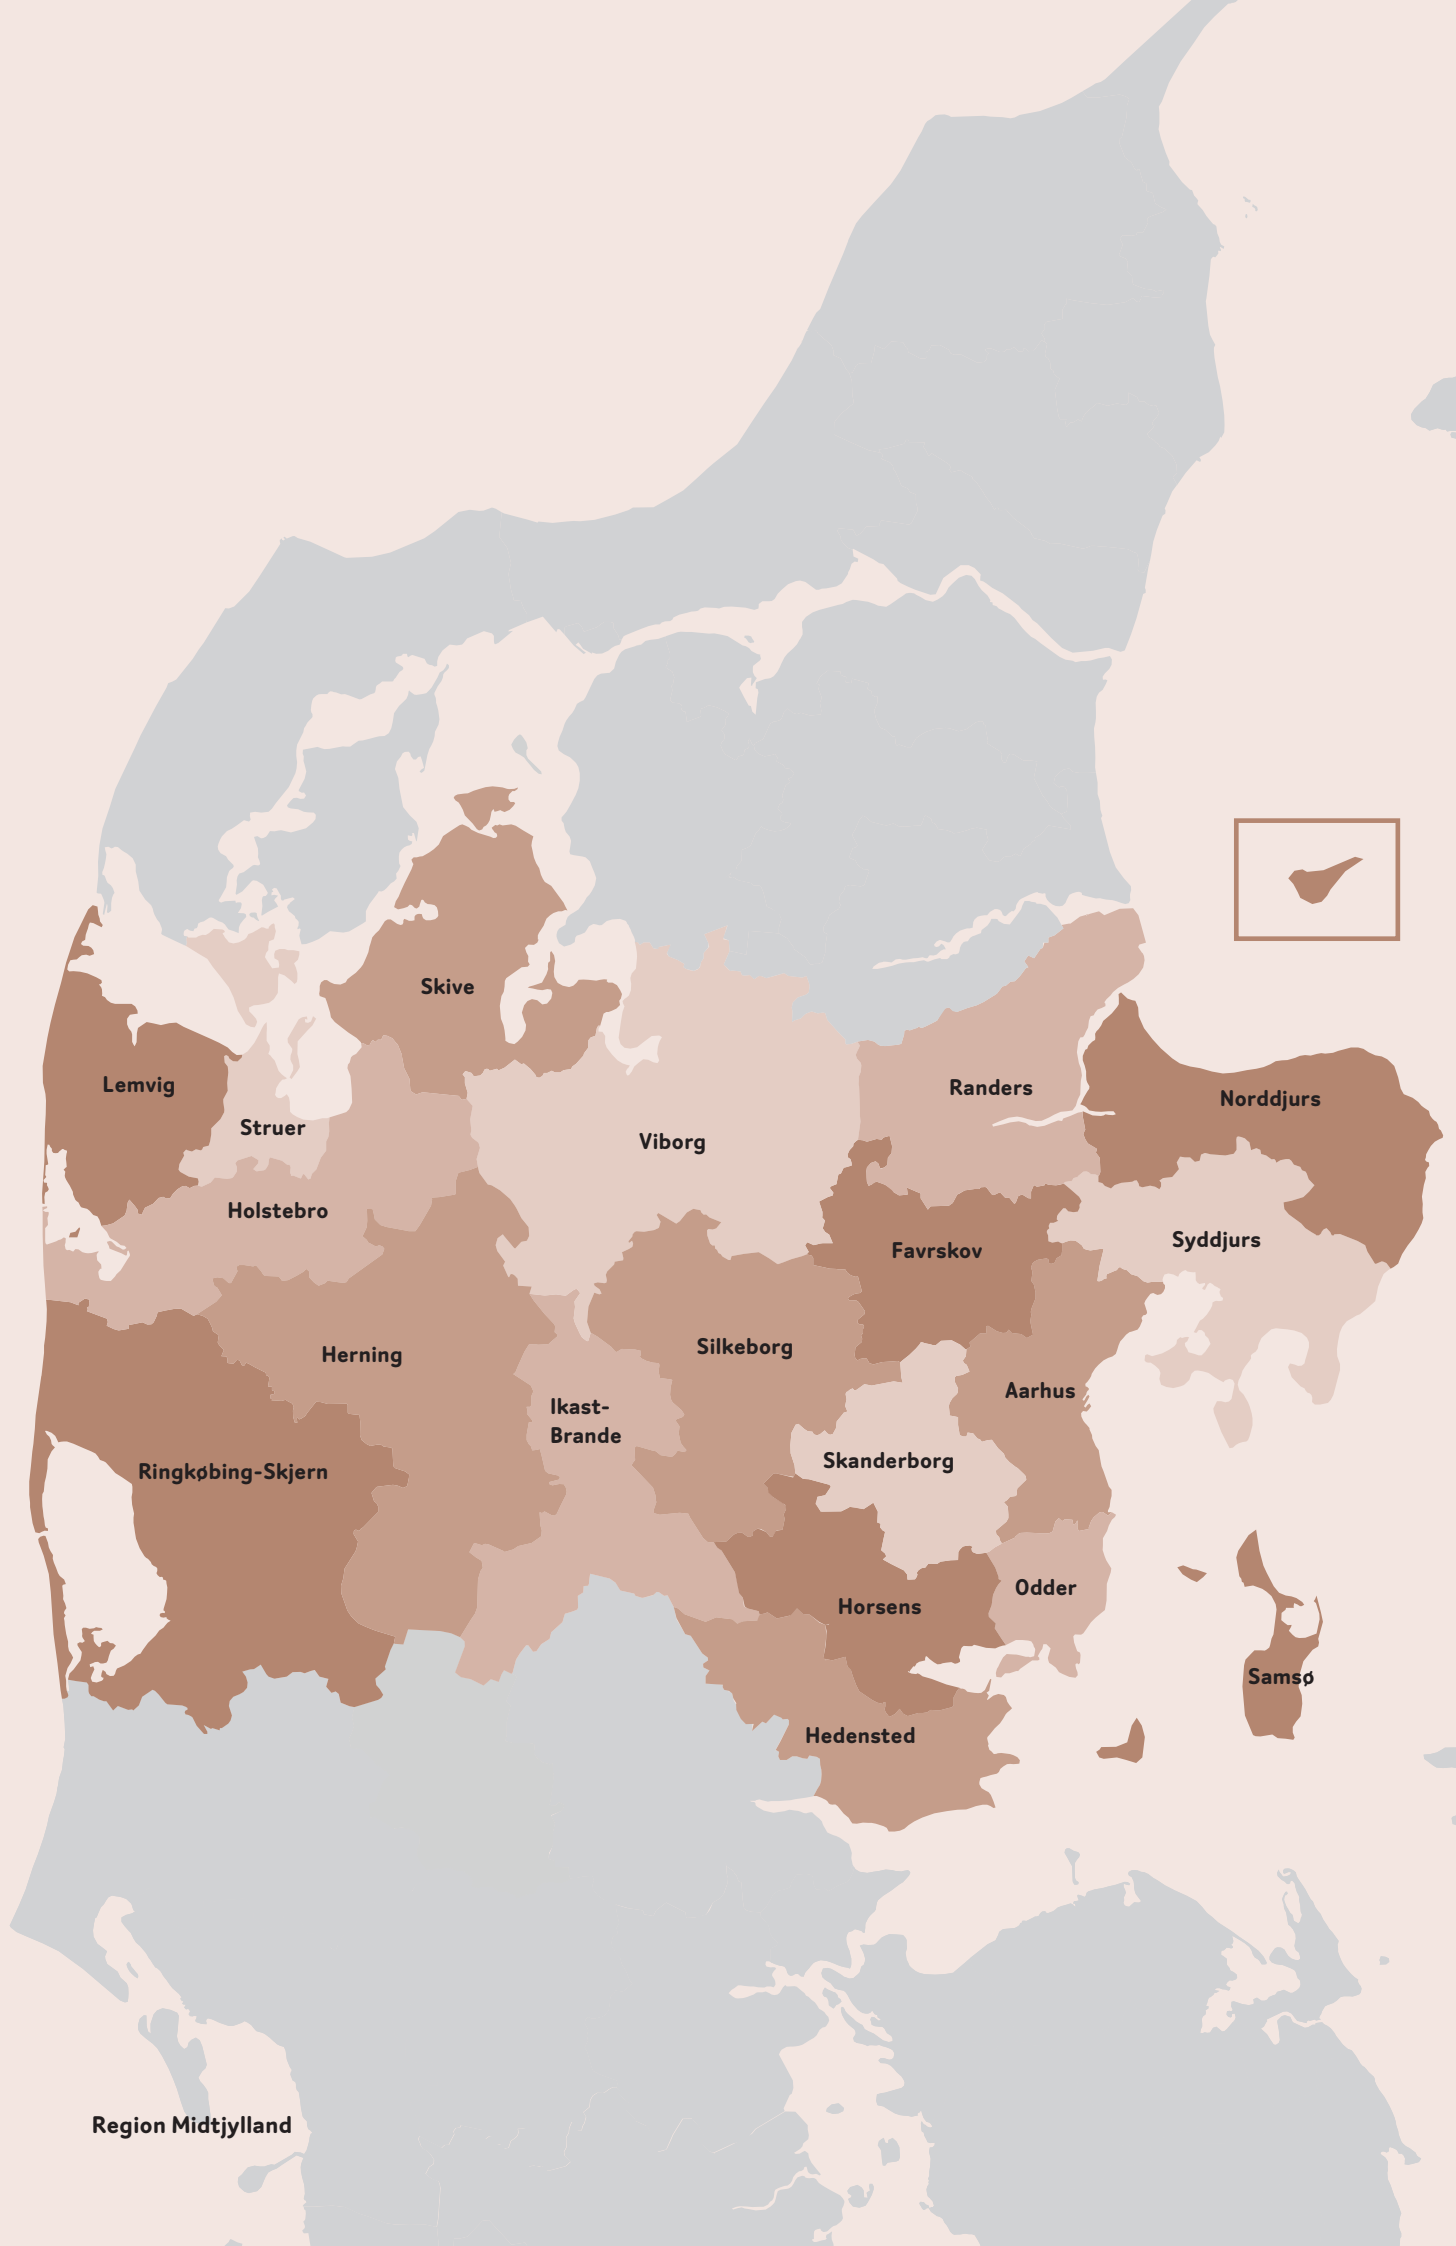 Skive
Lemvig
Randers
Norddjurs
Struer
Viborg
Holstebro
Syddjurs
Favrskov
Herning
Silkeborg
Aarhus
Ikast-
Brande
Skanderborg
Ringkøbing-Skjern
Odder
Horsens
Samsø
Hedensted
Region Midtjylland